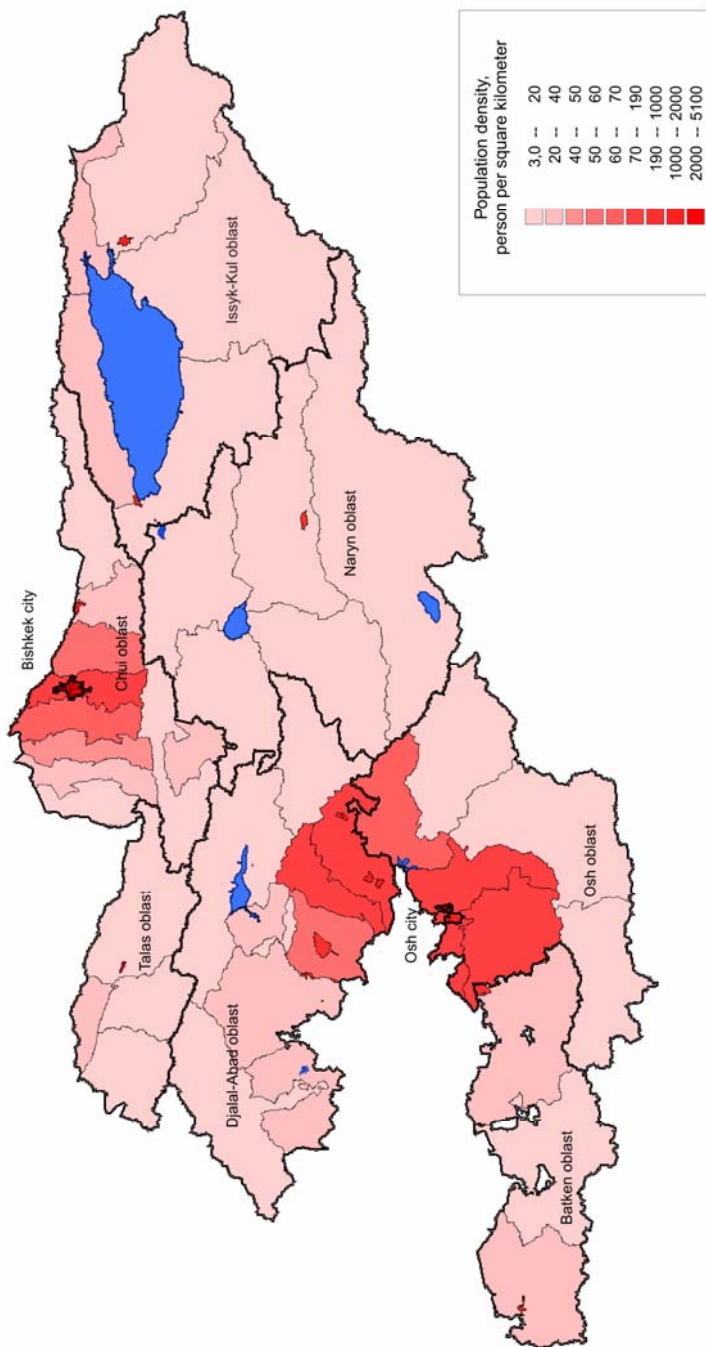 Bishkek city
Chui oblast
Issyk-Kul oblast
Talas oblast
Naryn oblast
Djalal-Abad oblast
Osh city
Osh oblast
Batken oblast
Population density,
person per square kilometer
3,0 -- 20
20 -- 40
40 -- 50
50 -- 60
60 -- 70
70 -- 190
190 -- 1000
1000 -- 2000
2000 -- 5100